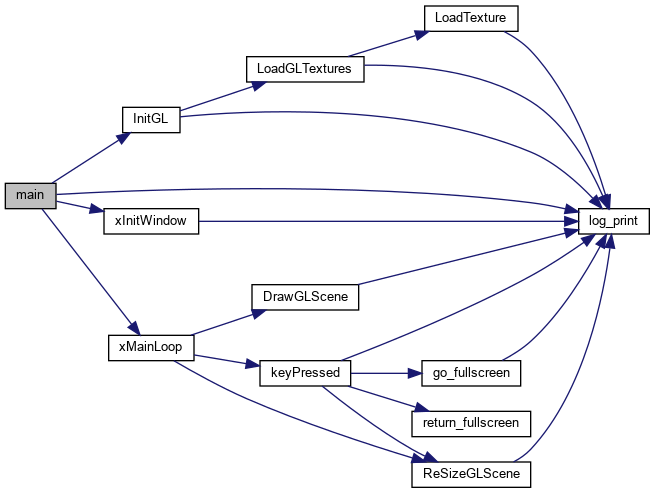 LoadTexture
LoadGLTextures
InitGL
main
xInitWindow
log_print
DrawGLScene
xMainLoop
keyPressed
go_fullscreen
return_fullscreen
ReSizeGLScene